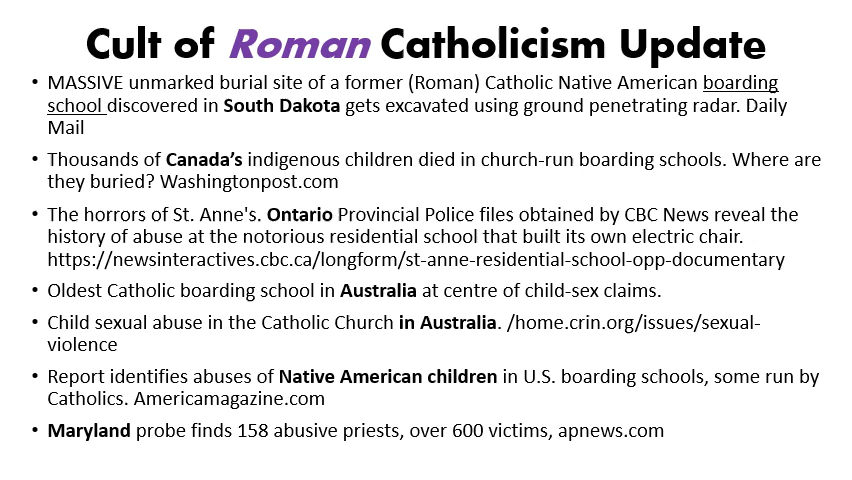 Cult of Roman Catholicism Update
• MASSIVE unmarked burial site of a former (Roman) Catholic Native American boarding
school discovered in South Dakota gets excavated using ground penetrating radar. Daily
Mail
• Thousands of Canada’s indigenous children died in church-run boarding schools. Where are
they buried? Washingtonpost.com
• The horrors of St. Anne's. Ontario Provincial Police files obtained by CBC News reveal the
history of abuse at the notorious residential school that built its own electric chair.
https://newsinteractives.cbc.ca/longform/st-anne-residential-school-opp-documentary
• Oldest Catholic boarding school in Australia at centre of child-sex claims.
• Child sexual abuse in the Catholic Church in Australia. /home.crin.org/issues/sexual-
violence
• Report identifies abuses of Native American children in U.S. boarding schools, some run by
Catholics. Americamagazine.com
• Maryland probe finds 158 abusive priests, over 600 victims, apnews.com